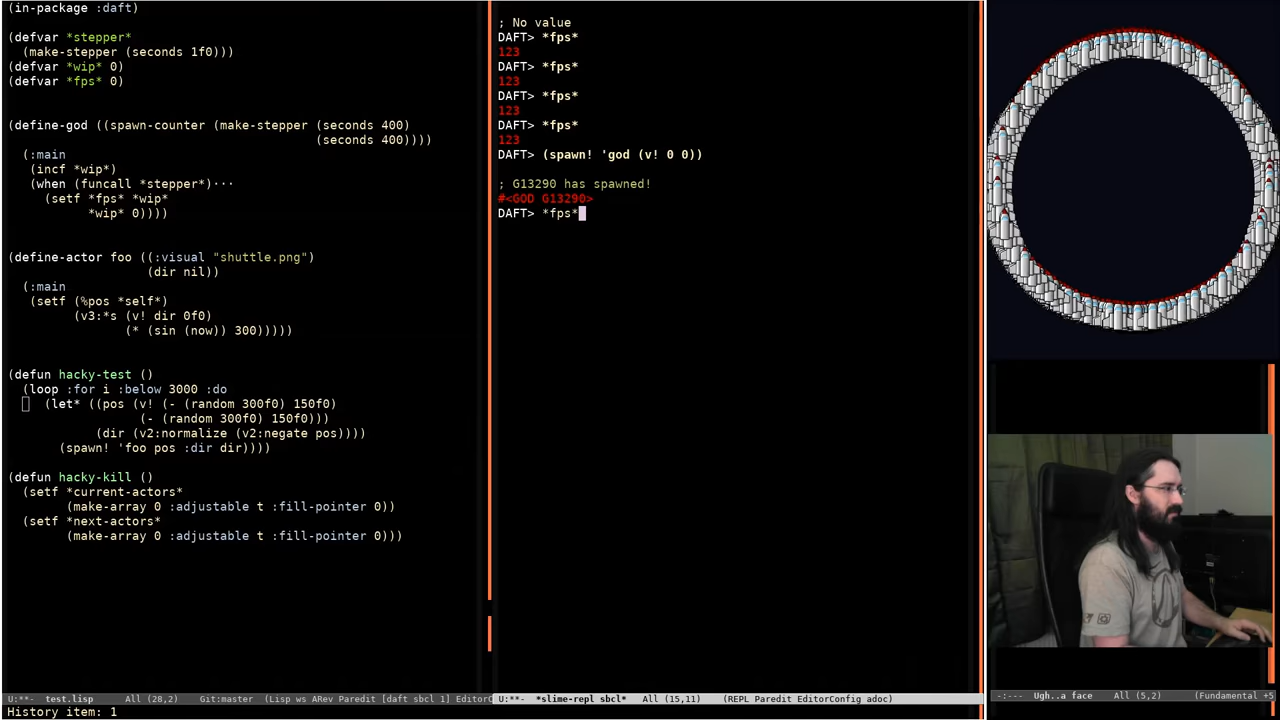 (in-package :daft)
(defvar *stepper*
(make-stepper (seconds 1f0)))
(defvar *wip* 0)
(defvar *fps* 0)
(define-god ((spawn-counter (make-stepper (seconds 400)
(seconds 400))))
(:main
(incf *wip*)
(when (funcall *stepper*)···
(setf *fps* *wip*
*wip* 0))))
(define-actor foo ((:visual "shuttle.png")
(dir nil))
(:main
(setf (%pos *self*)
(v3:*s (v! dir 0f0)
(* (sin (now)) 300)))))
(defun hacky-test ()
(loop :for i :below 3000 :do
(let* ((pos (v! (- (random 300f0) 150f0)
(- (random 300f0) 150f0)))
(dir (v2:normalize (v2:negate pos))))
(spawn! 'foo pos :dir dir))))
(defun hacky-kill ()
(setf *current-actors*
(make-array 0 :adjustable t :fill-pointer 0))
(setf *next-actors*
(make-array 0 :adjustable t :fill-pointer 0)))
U:**- test.lisp All (28,2) Git:master (Lisp ws ARev Paredit [daft sbcl 1] EditorC
History item: 1
; No value
DAFT> *fps*
123
DAFT> *fps*
123
DAFT> *fps*
123
DAFT> *fps*
123
DAFT> (spawn! 'god (v! 0 0))
; G13290 has spawned!
#<GOD G13290>
DAFT> *fps*
U:**- *slime-repl sbcl* All (15,11) (REPL Paredit EditorConfig adoc)
-:--- Ugh..a face All (5,2) (Fundamental +5